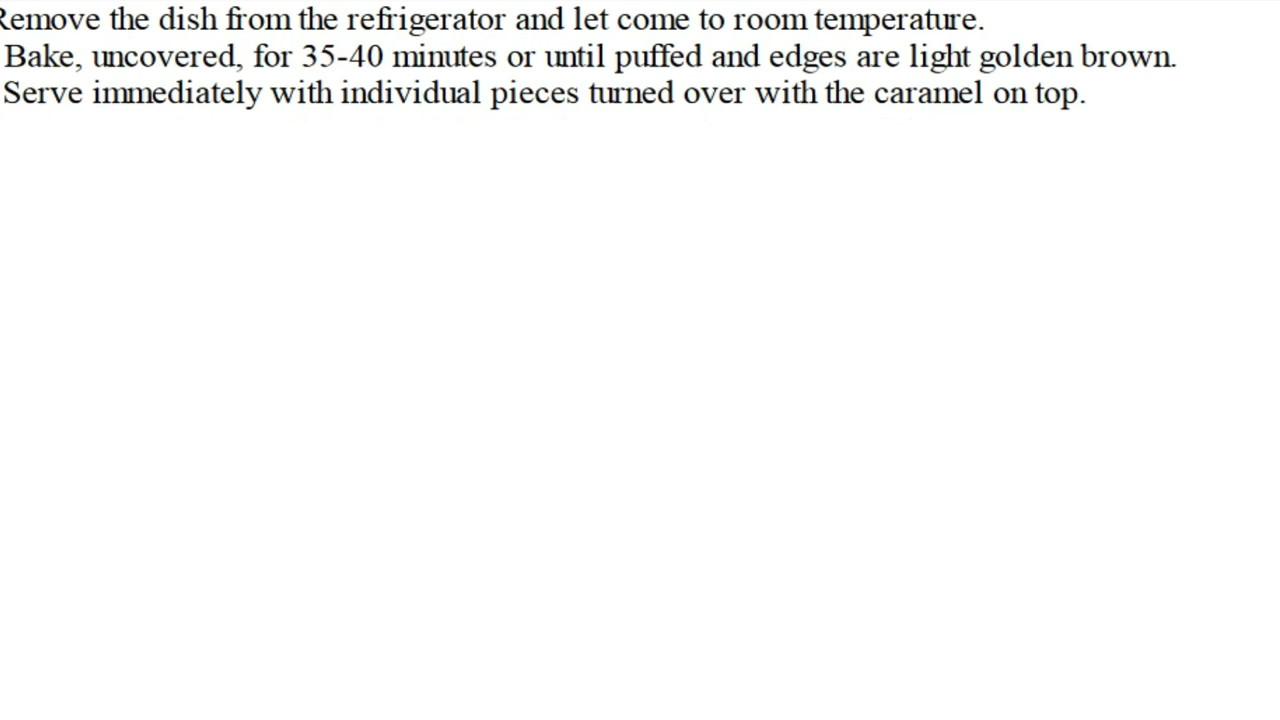 Remove the dish from the refrigerator and let come to room temperature.
Bake, uncovered, for 35-40 minutes or until puffed and edges are light golden brown.
Serve immediately with individual pieces turned over with the caramel on top.